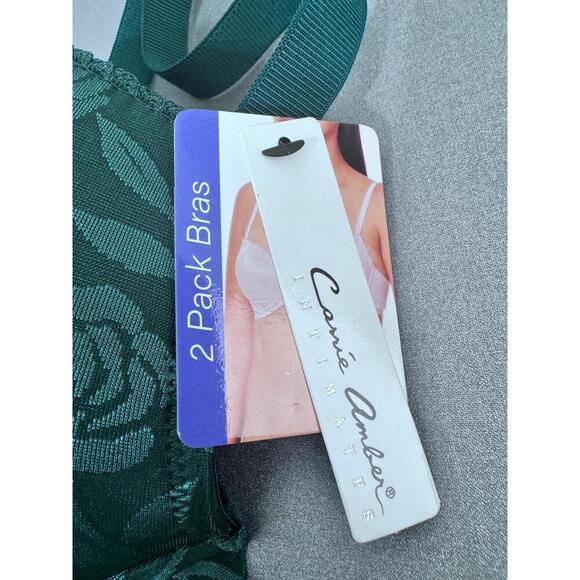 2 Pack Bras
Carrie Amber®
INTIMATES